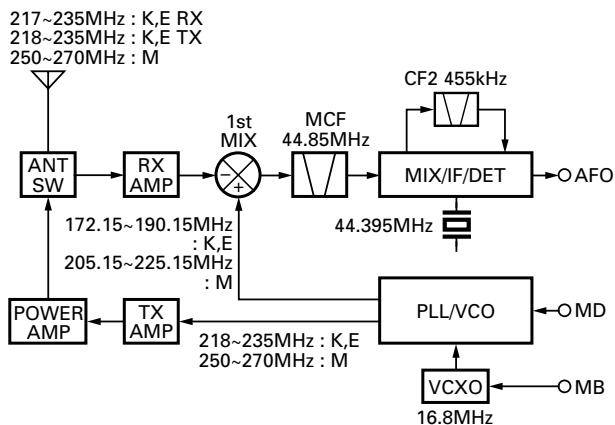 217~235MHz : K,E RX
218~235MHz : K,E TX
250~270MHz : M
ANT
SW
RX
AMP
1st
MIX
−
+
MCF
44.85MHz
CF2 455kHz
MIX/IF/DET
AFO
44.395MHz
172.15~190.15MHz
: K,E
205.15~225.15MHz
: M
POWER
AMP
TX
AMP
218~235MHz : K,E
250~270MHz : M
PLL/VCO
MD
VCXO
16.8MHz
MB